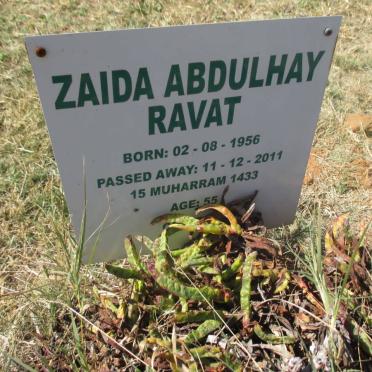 ZAIDA ABDULHAY
RAVAT
BORN: 02 - 08 - 1956
PASSED AWAY: 11 - 12 - 2011
15 MUHARRAM 1433
AGE: 55